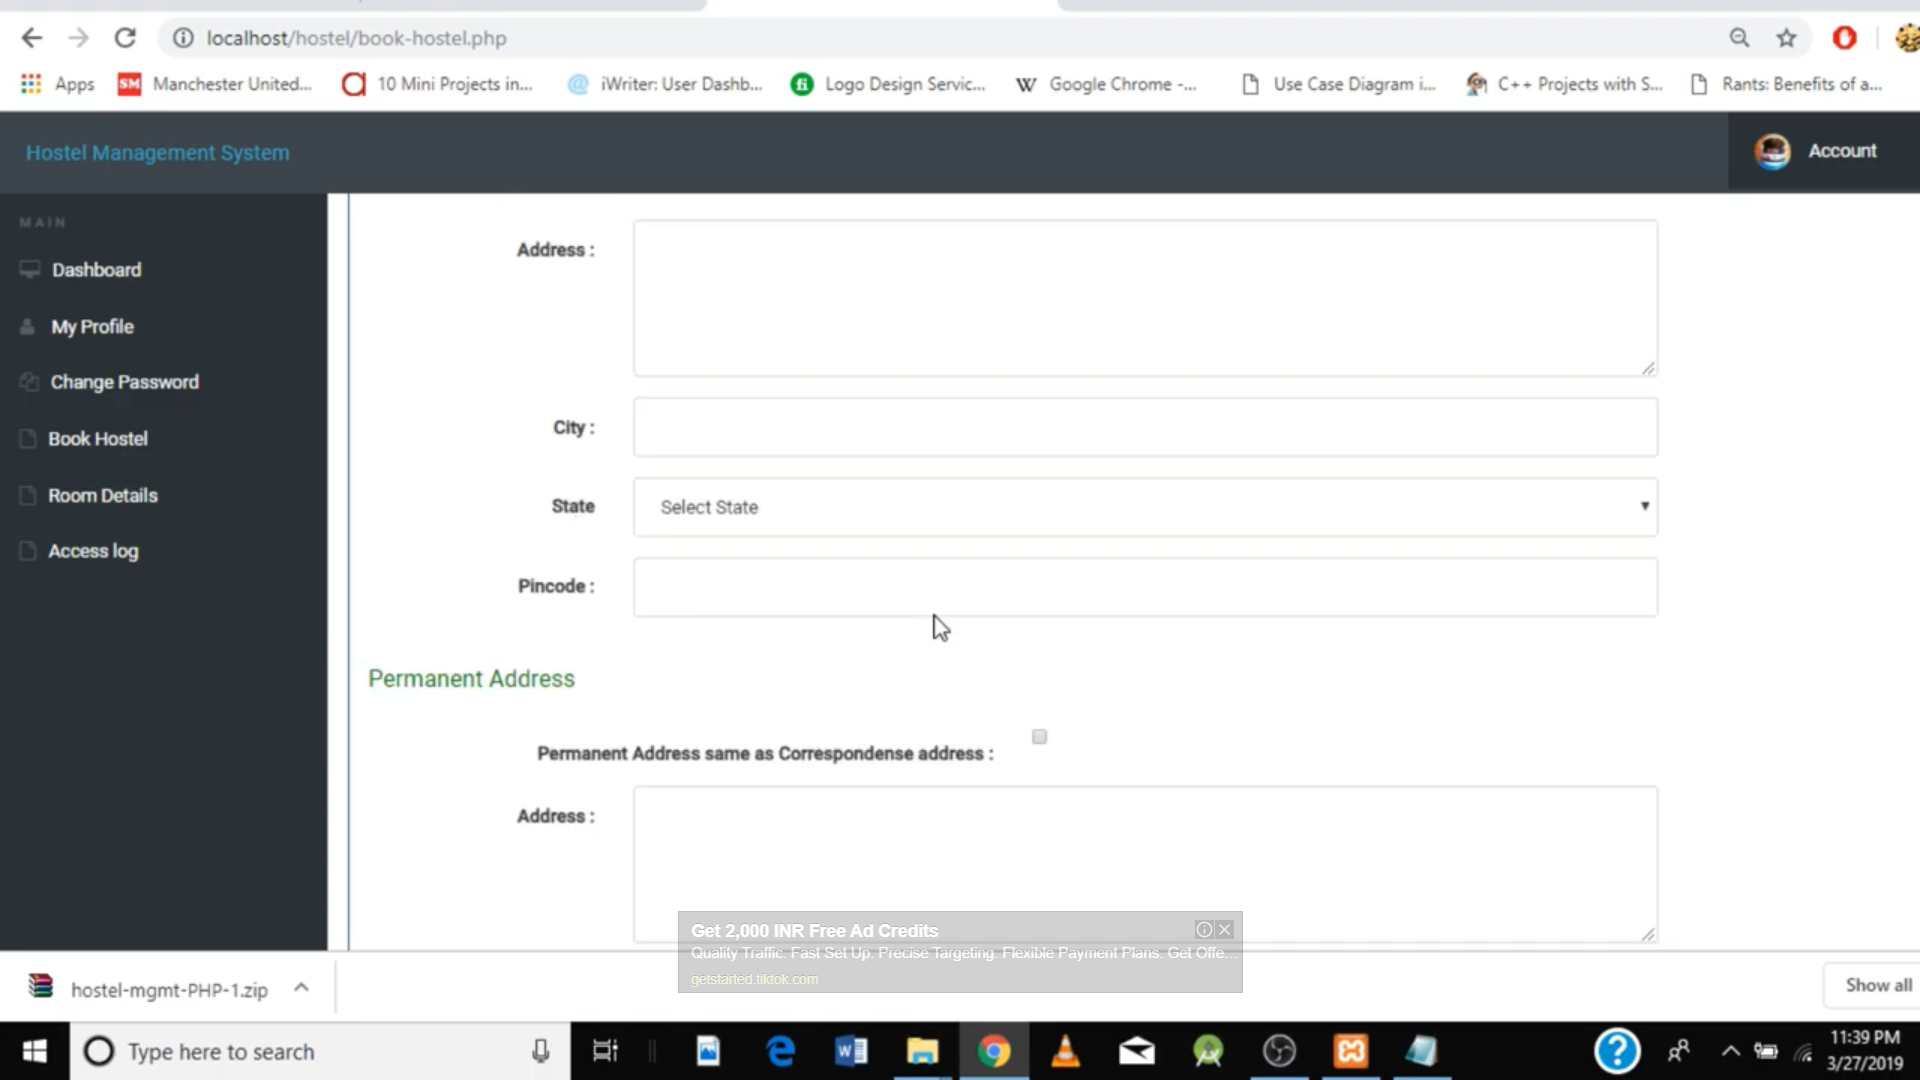 localhost/hostel/book-hostel.php
Apps
SM
Manchester United...
10 Mini Projects in...
iWriter: User Dashb...
fi
Logo Design Servic...
W
Google Chrome -...
Use Case Diagram i...
C++ Projects with S...
Rants: Benefits of a...
Hostel Management System
Account
MAIN
Dashboard
My Profile
Change Password
Book Hostel
Room Details
Access log
Address :
City :
State
Select State
Pincode :
Permanent Address
Permanent Address same as Correspondense address :
Address :
Get 2,000 INR Free Ad Credits
Quality Traffic. Fast Set Up. Precise Targeting. Flexible Payment Plans. Get Offe...
getstarted.tiktok.com
hostel-mgmt-PHP-1.zip
Show all
Type here to search
11:39 PM
3/27/2019